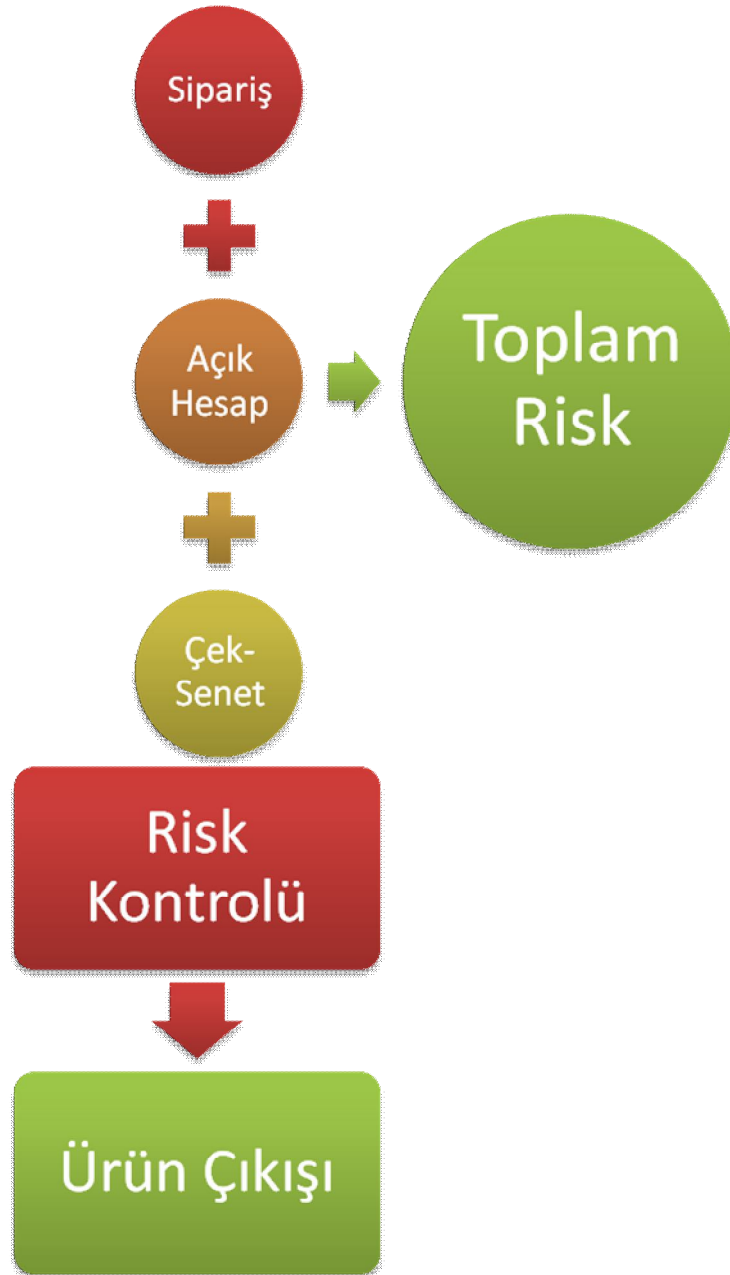 Sipariş
Açık
Hesap
Toplam
Risk
Çek-
Senet
Risk
Kontrolü
Ürün Çıkışı